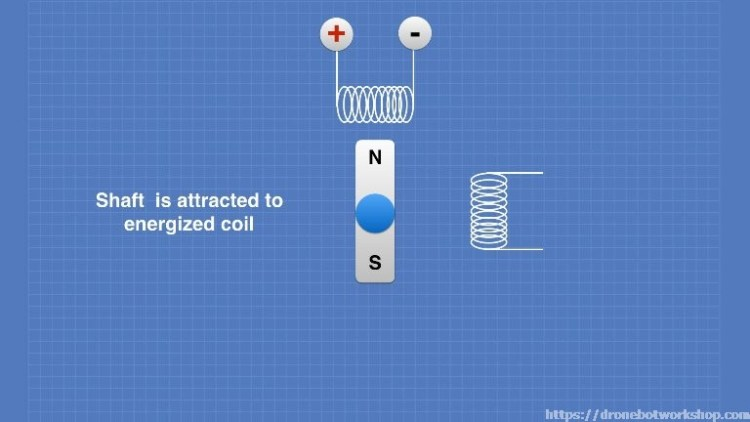 + -
N
Shaft  is attracted to
energized coil
S
https://dronebotworkshop.com